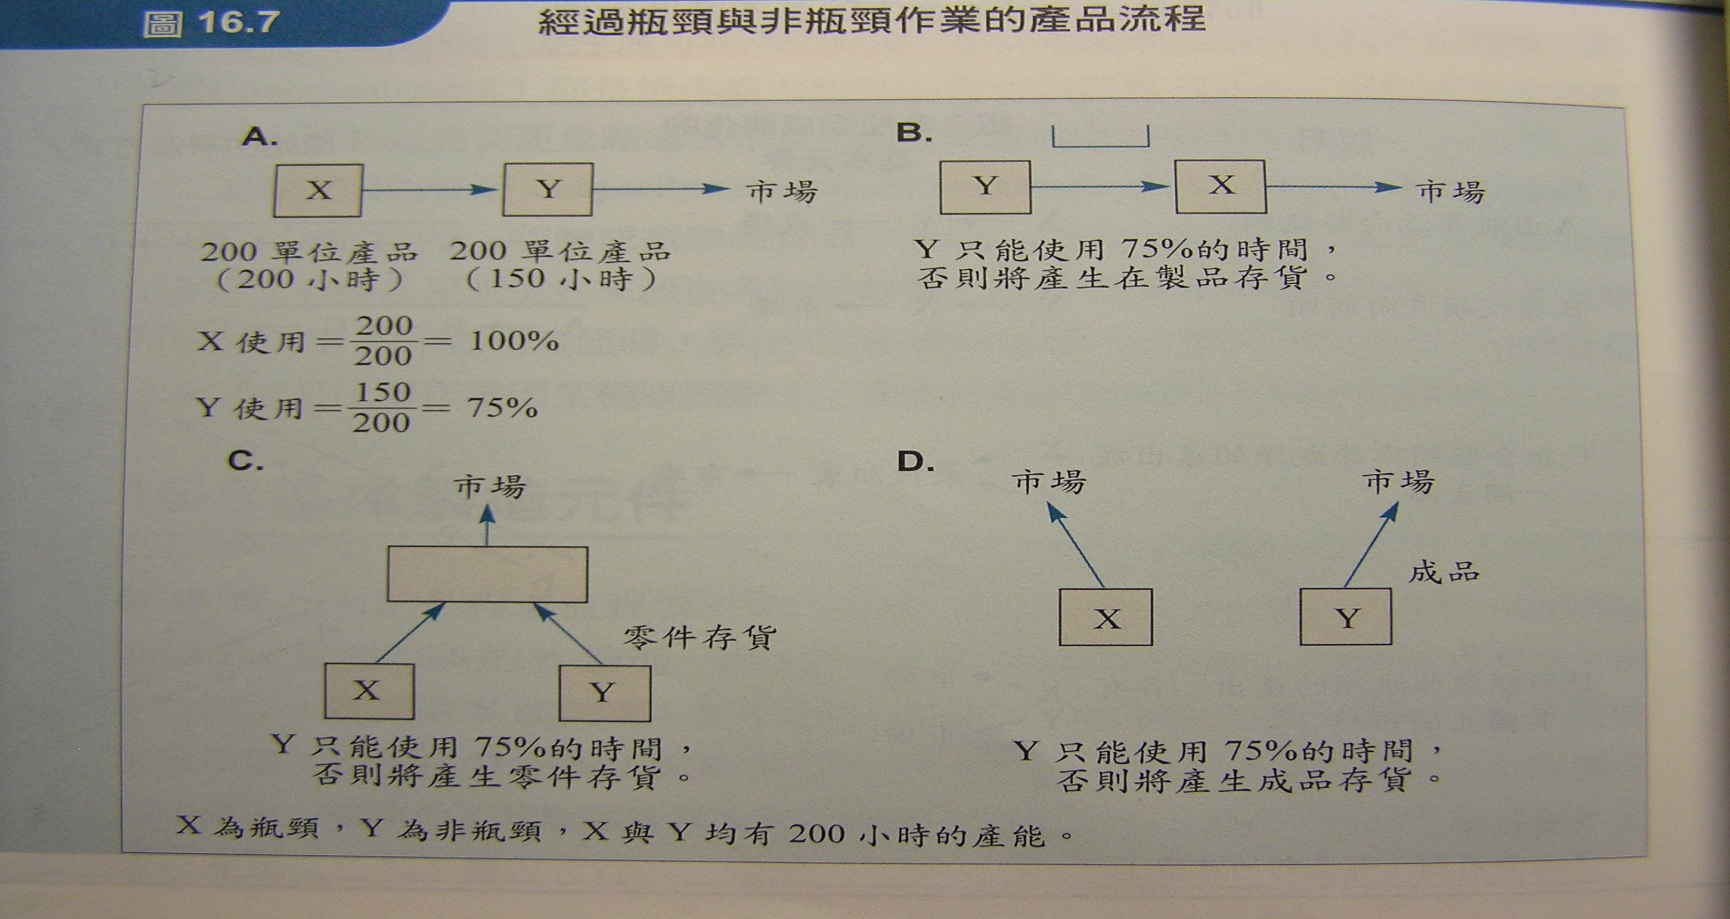 圖 16.7
經過瓶頸與非瓶頸作業的產品流程
A.
X
Y
市場
200 單位產品
(200 小時)
200 單位產品
(150 小時)
X 使用 = 200/200 = 100%
Y 使用 = 150/200 = 75%
B.
Y
X
市場
Y 只能使用 75%的時間，
否則將產生在製品存貨。
C.
市場
零件存貨
X
Y
Y 只能使用 75%的時間，
否則將產生零件存貨。
D.
市場
市場
成品
X
Y
Y 只能使用 75%的時間，
否則將產生成品存貨。
X 為瓶頸，Y 為非瓶頸，X 與 Y 均有 200 小時的產能。